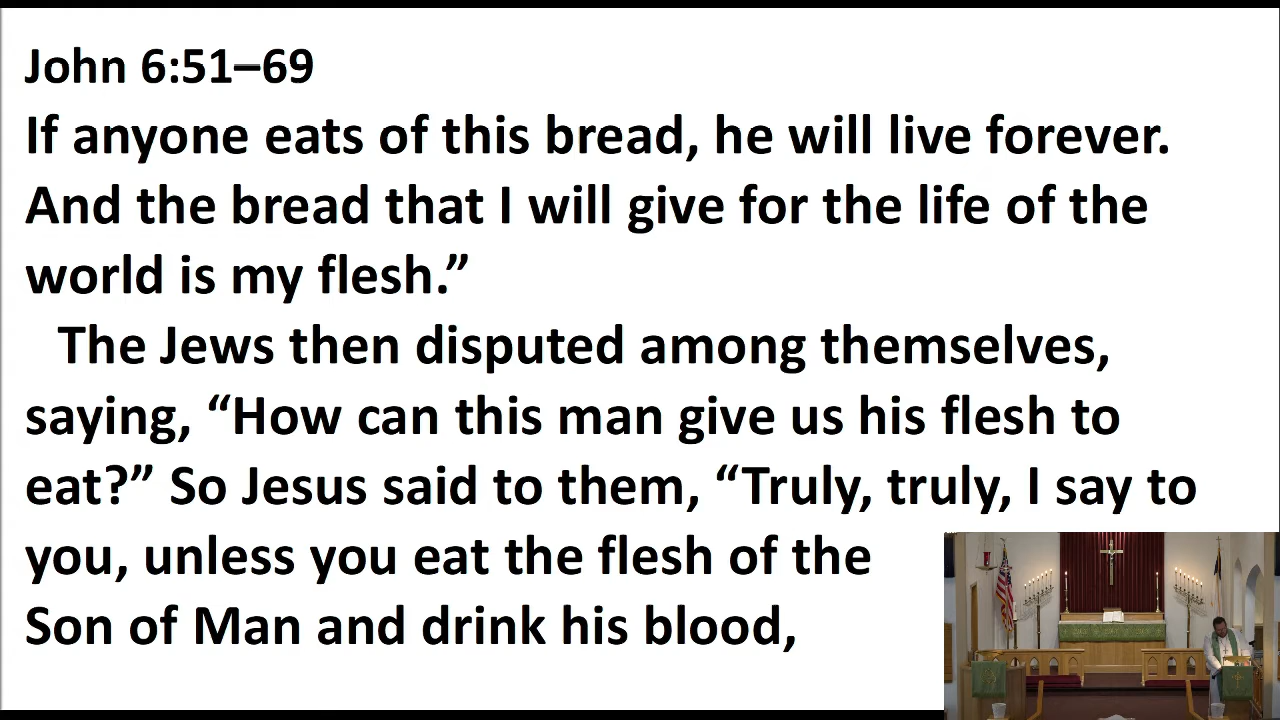 John 6:51–69
If anyone eats of this bread, he will live forever.
And the bread that I will give for the life of the
world is my flesh.”
The Jews then disputed among themselves,
saying, “How can this man give us his flesh to
eat?” So Jesus said to them, “Truly, truly, I say to
you, unless you eat the flesh of the
Son of Man and drink his blood,